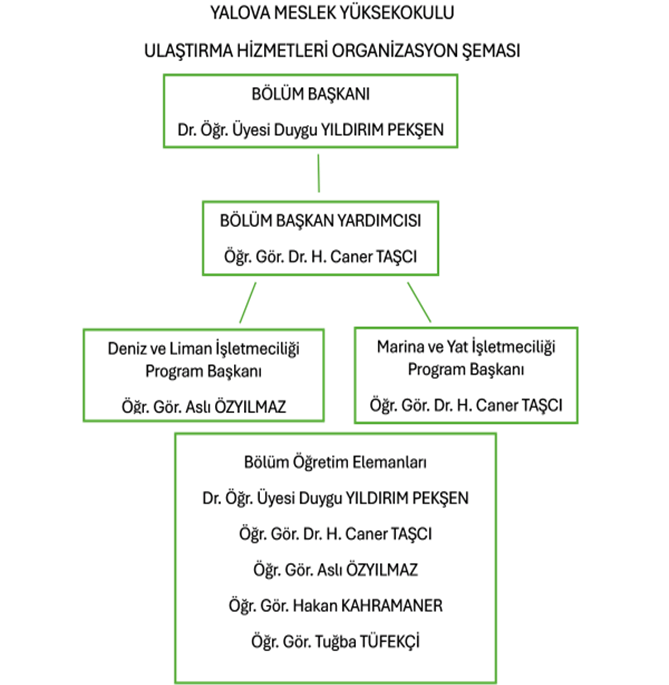 YALOVA MESLEK YÜKSEKOKULU
ULAŞTIRMA HİZMETLERİ ORGANİZASYON ŞEMASI
BÖLÜM BAŞKANI
Dr. Öğr. Üyesi Duygu YILDIRIM PEKŞEN
BÖLÜM BAŞKAN YARDIMCISI
Öğr. Gör. Dr. H. Caner TAŞCI
Deniz ve Liman İşletmeciliği
Program Başkanı
Öğr. Gör. Aslı ÖZYILMAZ
Marina ve Yat İşletmeciliği
Program Başkanı
Öğr. Gör. Dr. H. Caner TAŞCI
Bölüm Öğretim Elemanları
Dr. Öğr. Üyesi Duygu YILDIRIM PEKŞEN
Öğr. Gör. Dr. H. Caner TAŞCI
Öğr. Gör. Aslı ÖZYILMAZ
Öğr. Gör. Hakan KAHRAMANER
Öğr. Gör. Tuğba TÜFEKÇİ